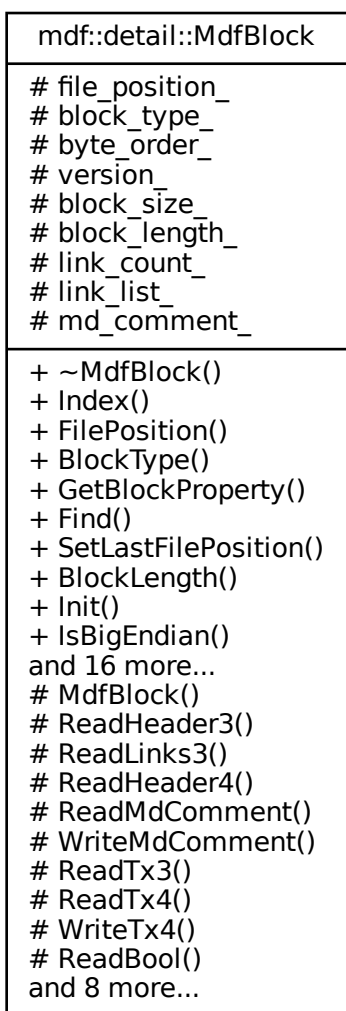 mdf::detail::MdfBlock
# file_position_
# block_type_
# byte_order_
# version_
# block_size_
# block_length_
# link_count_
# link_list_
# md_comment_
+ ~MdfBlock()
+ Index()
+ FilePosition()
+ BlockType()
+ GetBlockProperty()
+ Find()
+ SetLastFilePosition()
+ BlockLength()
+ Init()
+ IsBigEndian()
and 16 more...
# MdfBlock()
# ReadHeader3()
# ReadLinks3()
# ReadHeader4()
# ReadMdComment()
# WriteMdComment()
# ReadTx3()
# ReadTx4()
# WriteTx4()
# ReadBool()
and 8 more...